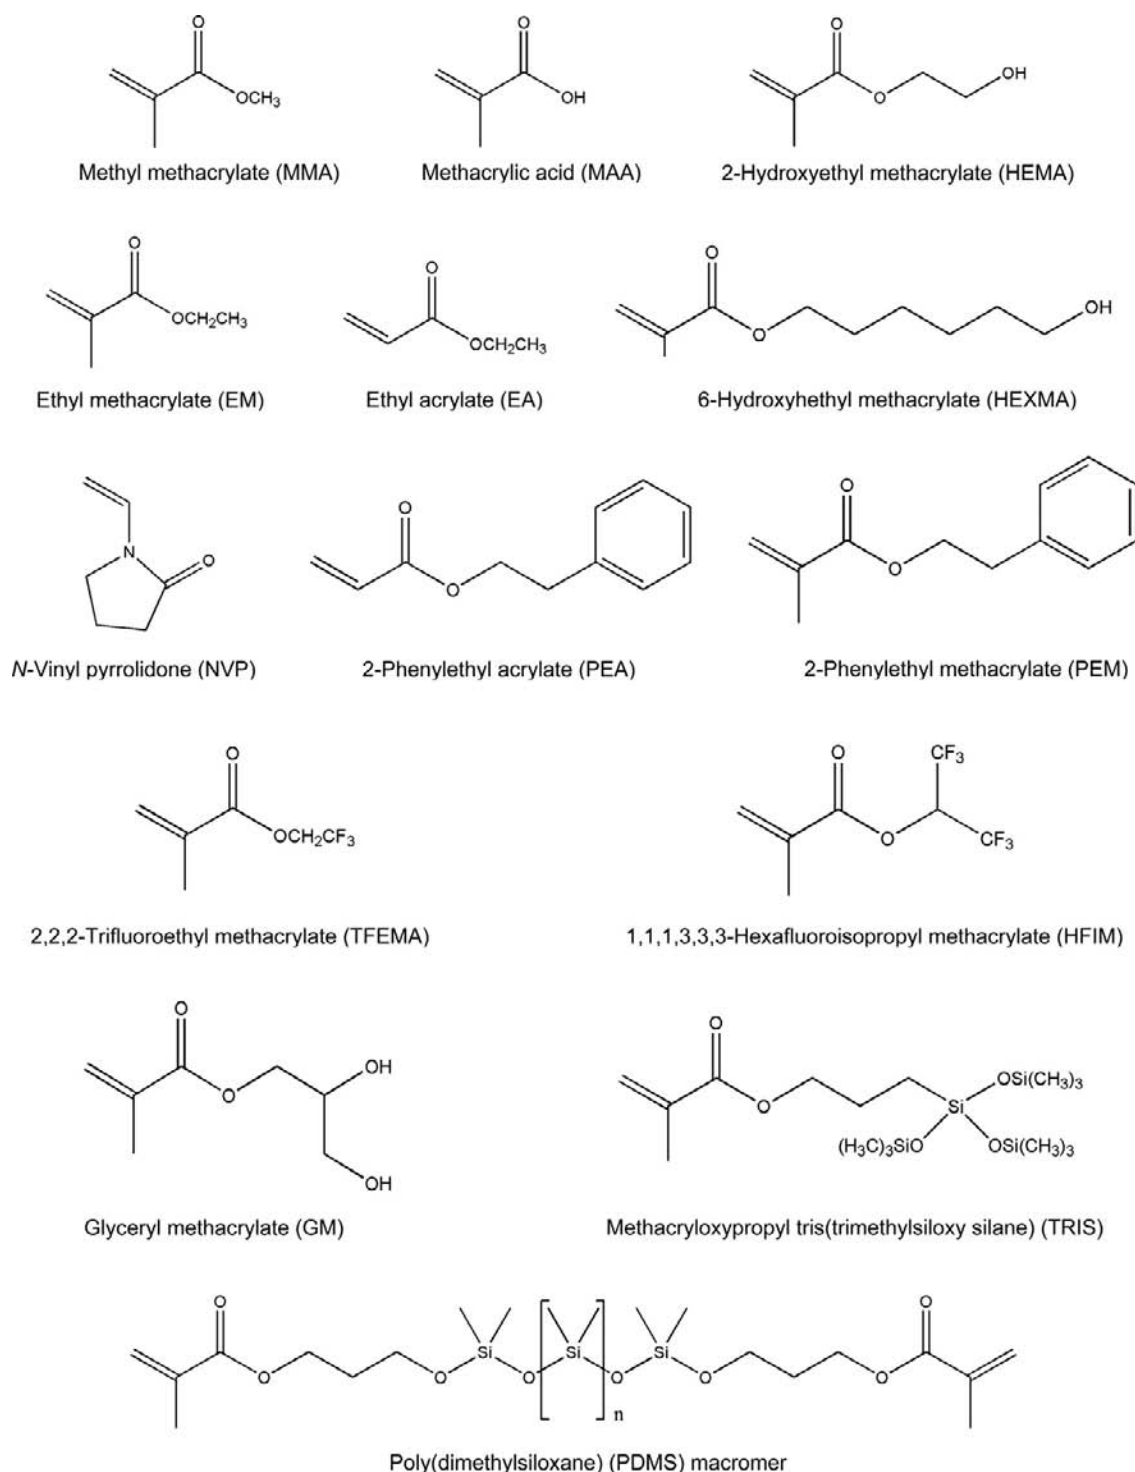 O
OCH₃
Methyl methacrylate (MMA)
O
OH
Methacrylic acid (MAA)
O
O
OH
2-Hydroxyethyl methacrylate (HEMA)
O
OCH₂CH₃
Ethyl methacrylate (EM)
O
OCH₂CH₃
Ethyl acrylate (EA)
O
O
OH
6-Hydroxyhethyl methacrylate (HEXMA)
N
O
N-Vinyl pyrrolidone (NVP)
O
O
2-Phenylethyl acrylate (PEA)
O
O
2-Phenylethyl methacrylate (PEM)
O
OCH₂CF₃
2,2,2-Trifluoroethyl methacrylate (TFEMA)
O
O
CF₃
CF₃
1,1,1,3,3,3-Hexafluoroisopropyl methacrylate (HFIM)
O
O
OH
OH
Glyceryl methacrylate (GM)
O
O
Si
OSi(CH₃)₃
(H₃C)₃SiO
OSi(CH₃)₃
Methacryloxypropyl tris(trimethylsiloxy silane) (TRIS)
O
O
O
Si
O
Si
O
Si
O
O
O
n
Poly(dimethylsiloxane) (PDMS) macromer